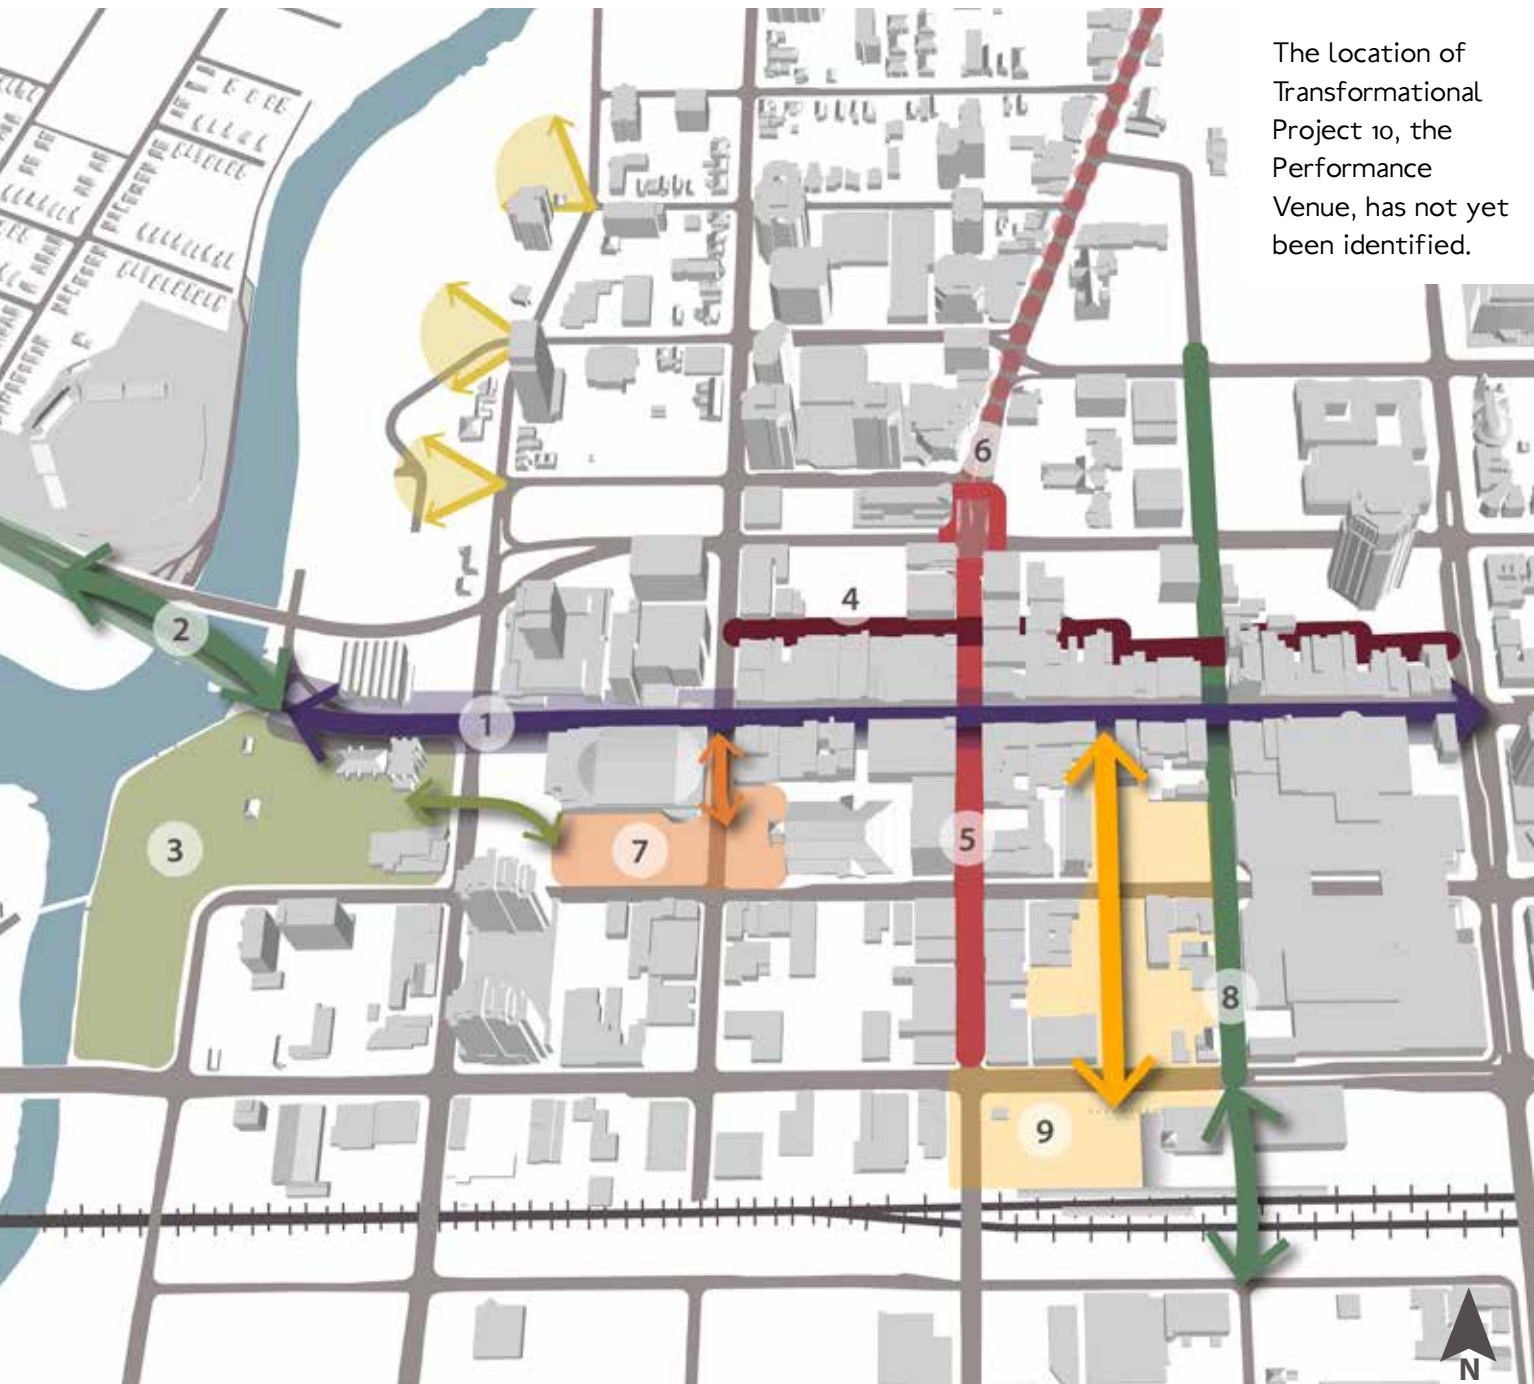 The location of
Transformational
Project 10, the
Performance
Venue, has not yet
been identified.
6
4
2
1
5
3
7
8
9
N